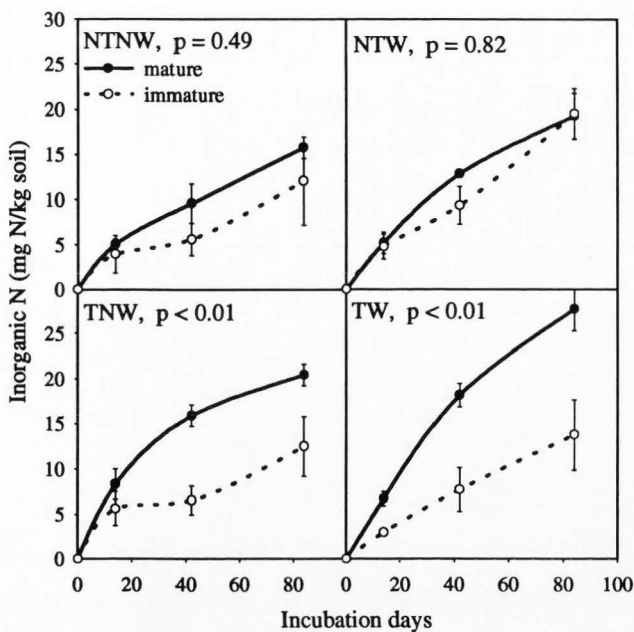 30
25
20
15
10
5
0
25
20
15
10
5
0
Inorganic N (mg N/kg soil)
NTNW, p = 0.49
mature
immature
NTW, p = 0.82
TNW, p < 0.01
TW, p < 0.01
0 20 40 60 80
0 20 40 60 80 100
Incubation days